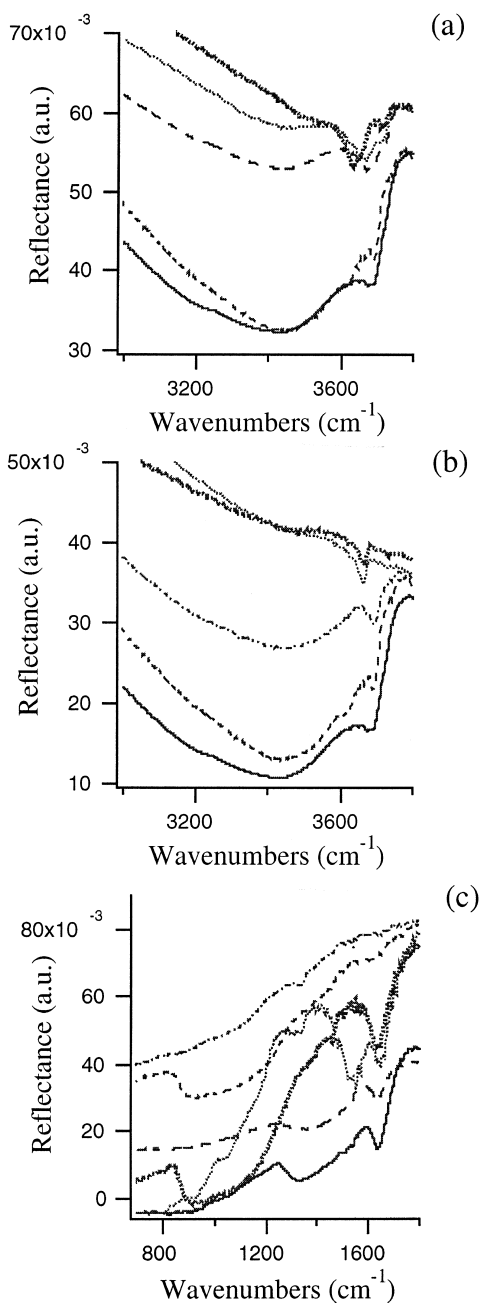 (a)
70x10 -3
60
50
40
30
Reflectance (a.u.)
3200 3600
Wavenumbers (cm-1)
(b)
50x10 -3
40
30
20
10
Reflectance (a.u.)
3200 3600
Wavenumbers (cm-1)
(c)
80x10 -3
60
40
20
0
Reflectance (a.u.)
800 1200 1600
Wavenumbers (cm-1)